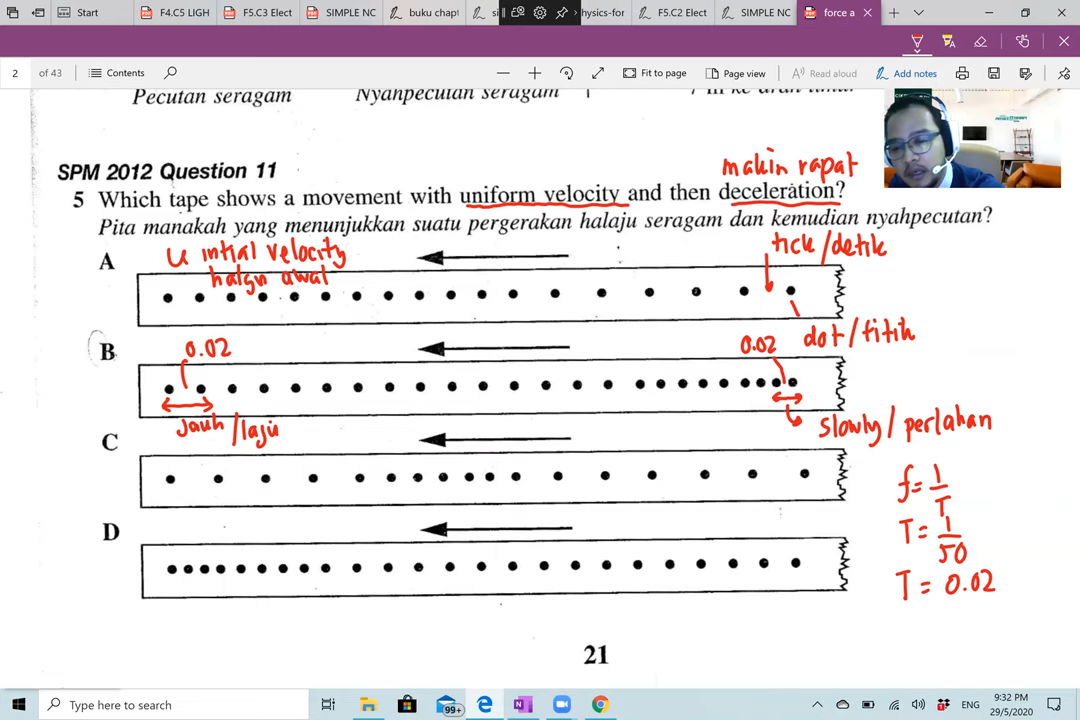 F4.C5 LIGH
F5.C3 Elect
SIMPLE NC
buku chapt
si
hysics-for
F5.C2 Elect
SIMPLE NC
force a
2 of 43
Contents
Fit to page
Page view
Read aloud
Add notes
Pecutan seragam
Nyahpecutan seragam
SPM 2012 Question 11
makin rapat
5 Which tape shows a movement with uniform velocity and then deceleration?
Pita manakah yang menunjukkan suatu pergerakan halaju seragam dan kemudian nyahpecutan?
A
u intial velocity
halaju awal
tick/detik
dot/titik
B
0.02
0.02
jauh/laju
slowly/perlahan
C
D
f=1/T
T=1/50
T=0.02
21
Type here to search
99+
ENG
9:32 PM
29/5/2020